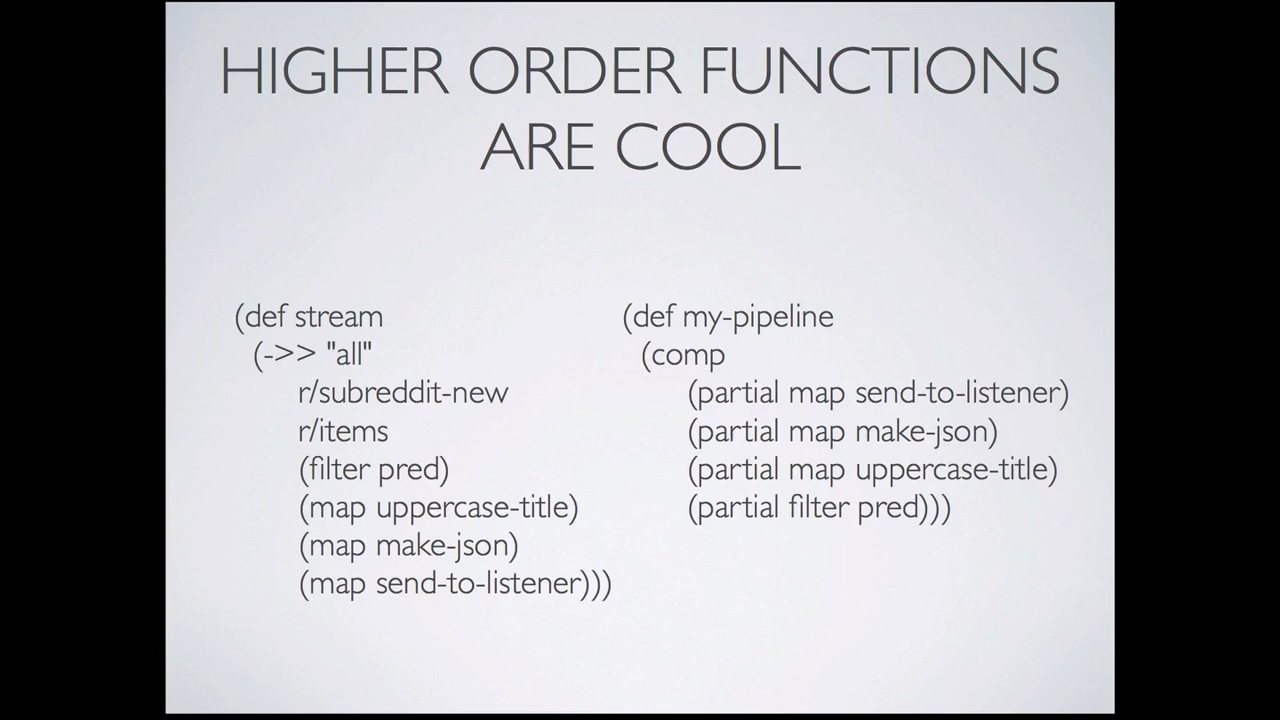 HIGHER ORDER FUNCTIONS
ARE COOL
(def stream
(->> "all"
r/subreddit-new
r/items
(filter pred)
(map uppercase-title)
(map make-json)
(map send-to-listener)))
(def my-pipeline
(comp
(partial map send-to-listener)
(partial map make-json)
(partial map uppercase-title)
(partial filter pred)))